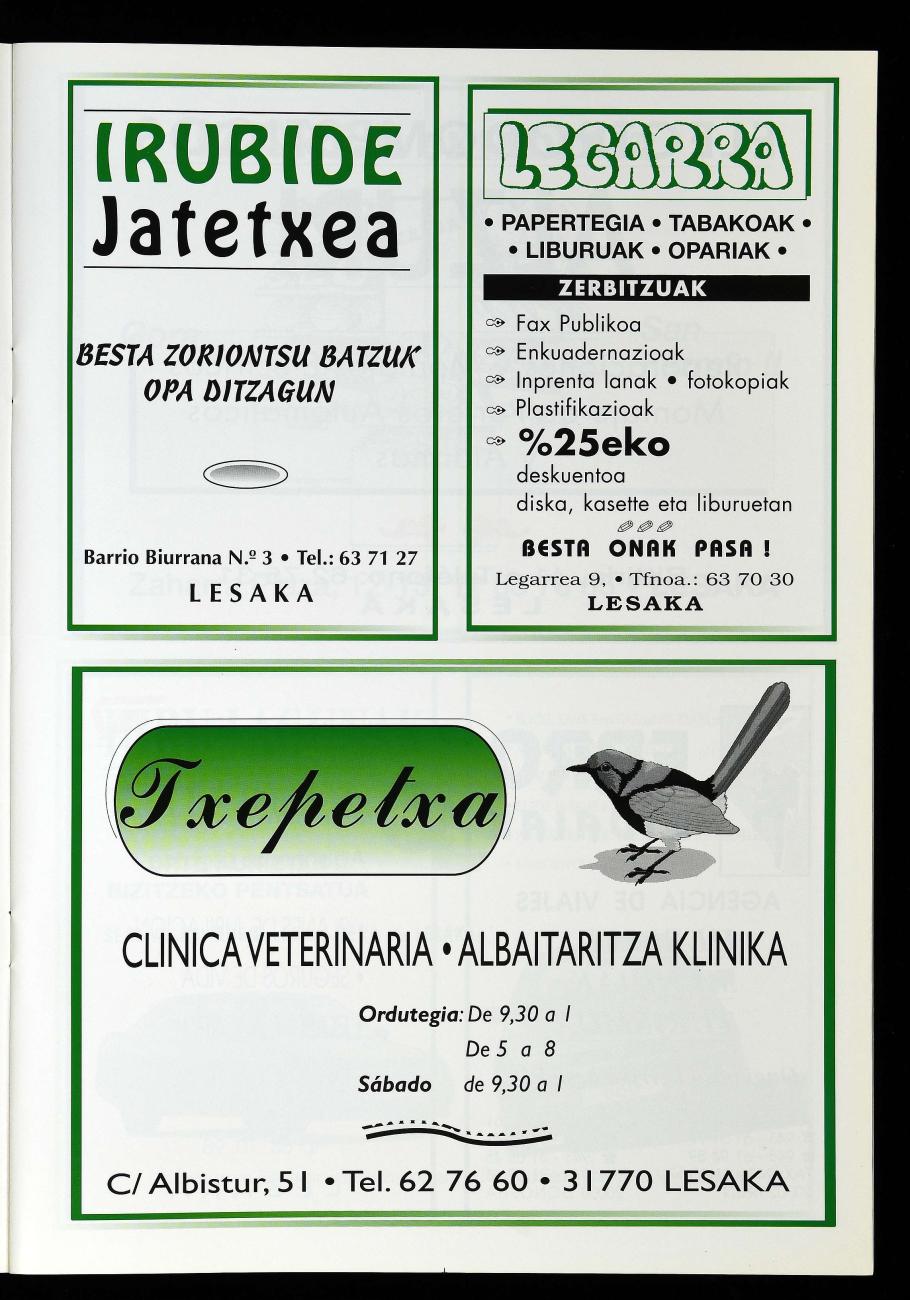 IRUBIDE
Jatetxea
BESTA ZORIONTSU BATZUK
OPA DITZAGUN
Barrio Biurrana N.º 3 • Tel.: 63 71 27
LESAKA
LEGARRA
• PAPERTEGIA • TABAKOAK •
• LIBURUAK • OPARIAK •
ZERBITZUAK
Fax Publikoa
Enkuadernazioak
Inprenta lanak • fotokopiak
Plastifikazioak
%25eko
deskuentoa
diska, kasette eta liburuetan
BESTA ONAK PASA !
Legarrea 9, • Tfnoa.: 63 70 30
LESAKA
Txepetxa
CLINICA VETERINARIA • ALBAITARITZA KLINIKA
Ordutegia: De 9,30 a 1
De 5 a 8
Sábado de 9,30 a 1
C/ Albistur, 51 • Tel. 62 76 60 • 31770 LESAKA